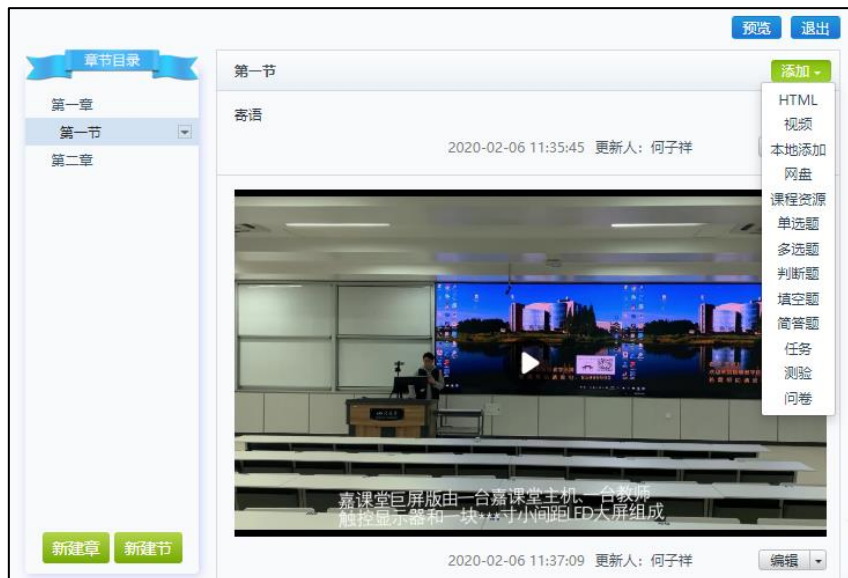 预览 退出
章节目录
第一章
第一节
第二章
新建章 新建节
第一节
添加
寄语
2020-02-06 11:35:45 更新人：何子祥
HTML
视频
本地添加
网盘
课程资源
单选题
多选题
判断题
填空题
简答题
任务
测验
问卷
嘉课堂巨屏版由一台嘉课堂主机、一台教师
触控显示器和一块***寸小间距LED大屏组成
2020-02-06 11:37:09 更新人：何子祥
编辑